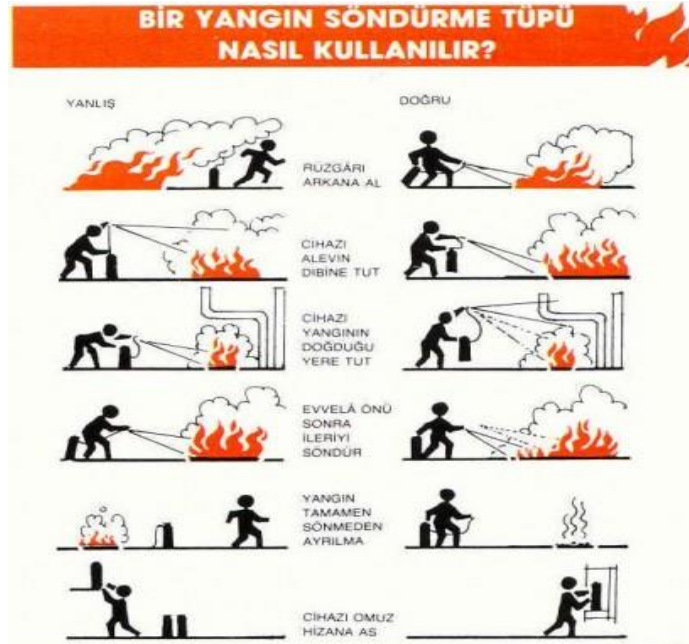 BİR YANGIN SÖNDÜRME TÜPÜ
NASIL KULLANILIR?
YANLIŞ
DOĞRU
RÜZGÂRI
ARKANA AL
CİHAZI
ALEVİN
DİBİNE TUT
CİHAZI
YANGININ
DOĞDUĞU
YERE TUT
EVVELÂ ÖNÜ
SONRA
İLERİYİ
SÖNDÜR
YANGIN
TAMAMEN
SÖNMEDEN
AYRILMA
CİHAZI OMUZ
HİZANA AS